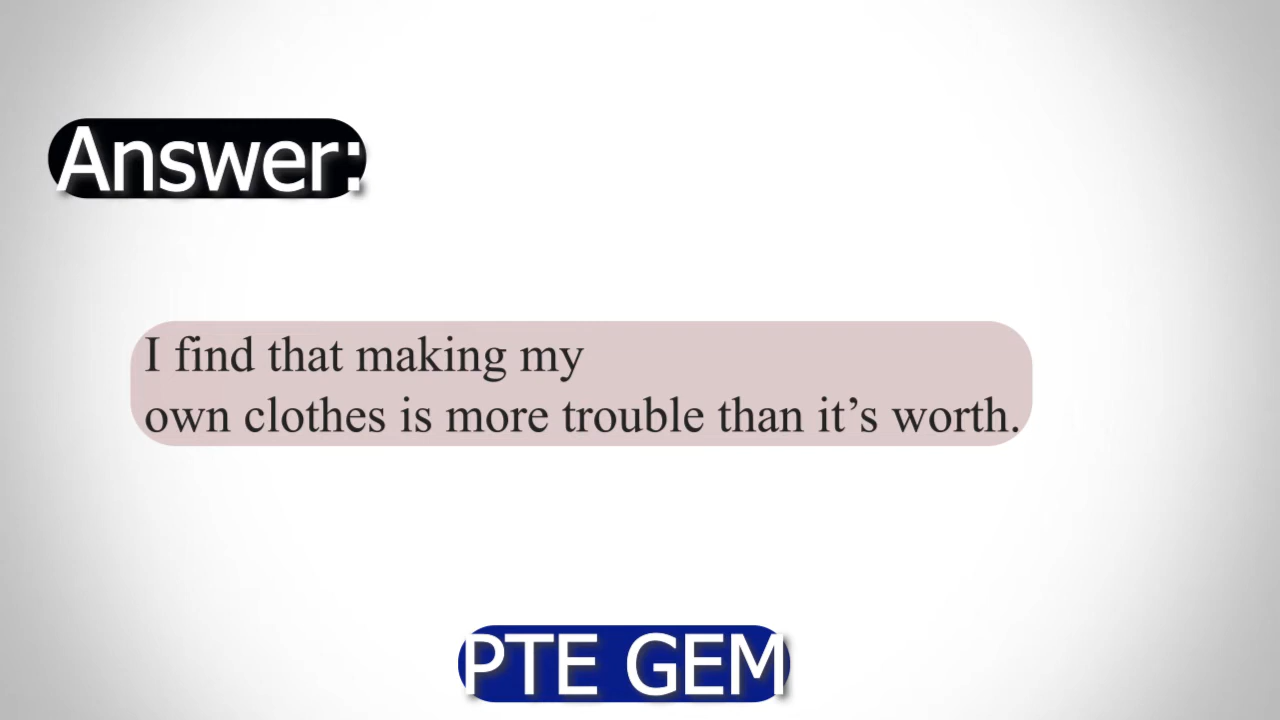 Answer:
I find that making my
own clothes is more trouble than it’s worth.
PTE GEM